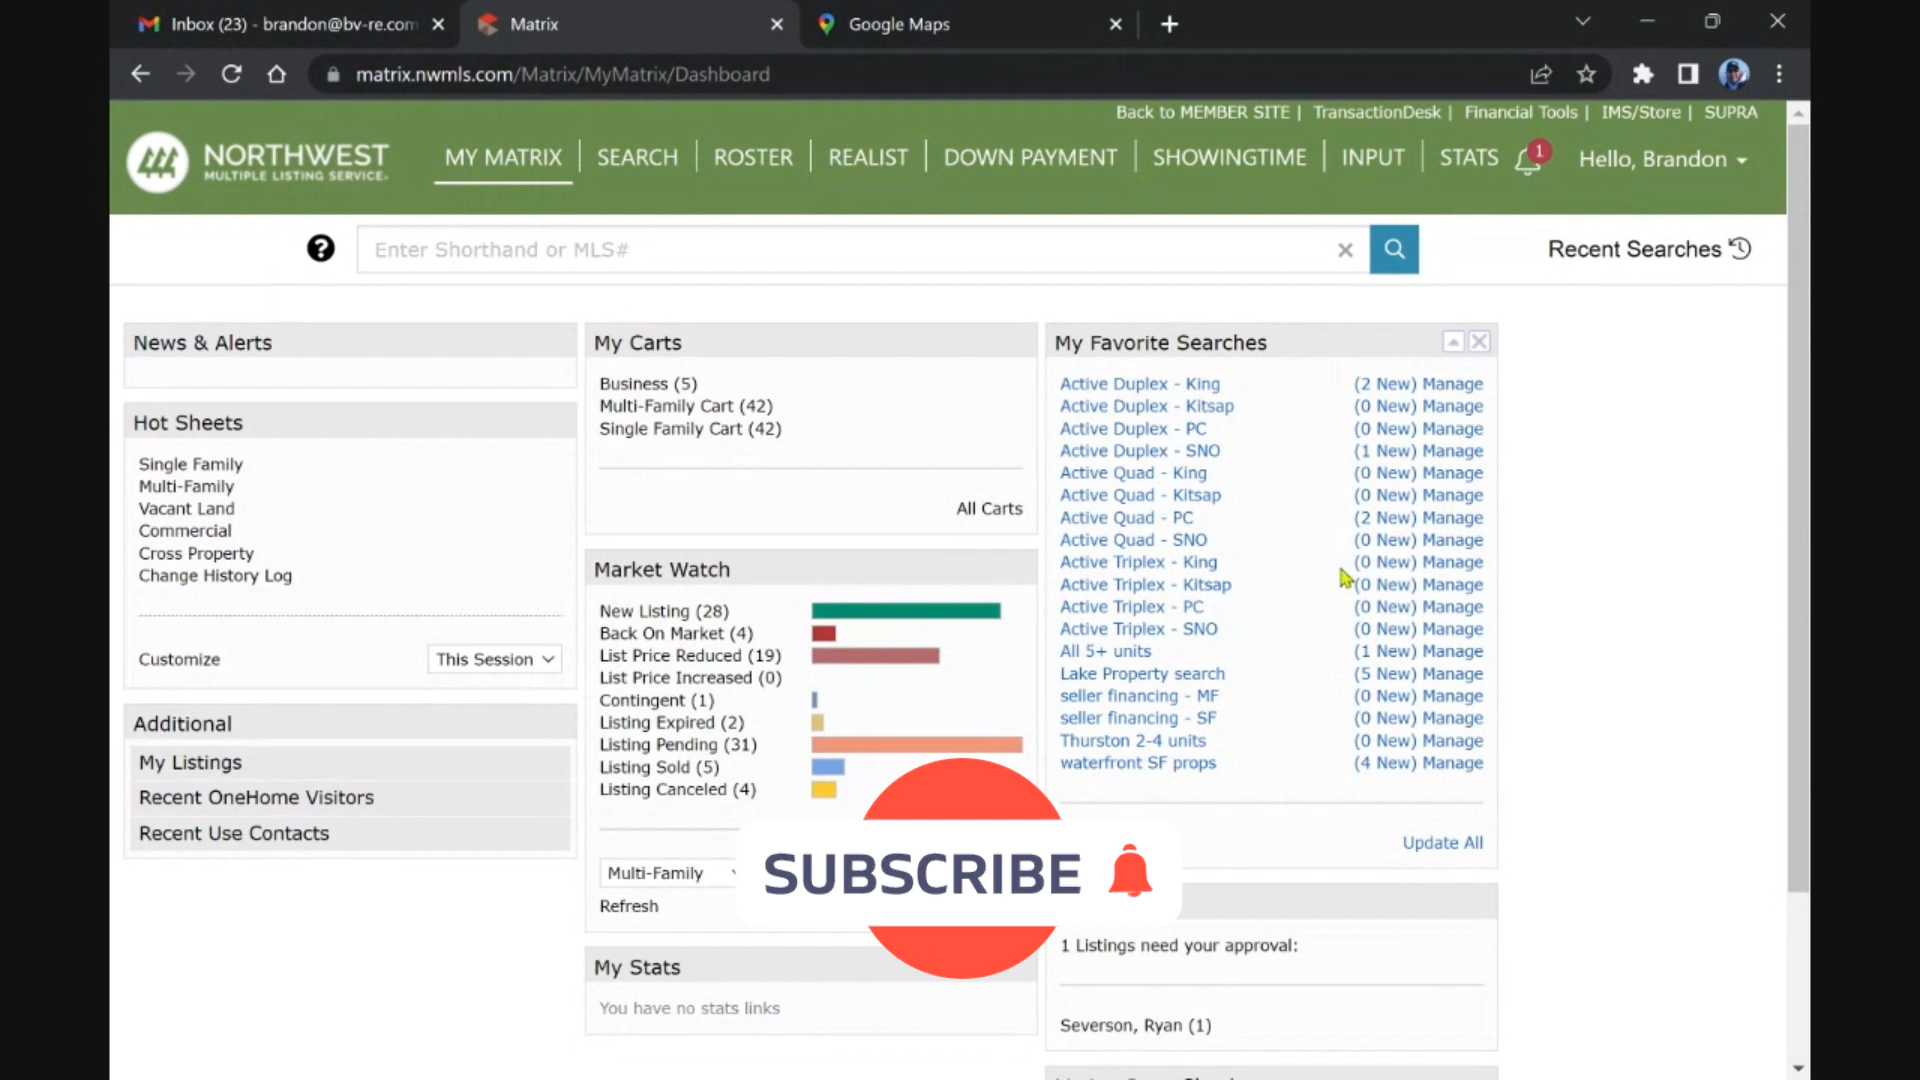 Inbox (23) - brandon@bv-re.com
Matrix
Google Maps
matrix.nwmls.com/Matrix/MyMatrix/Dashboard
Back to MEMBER SITE | TransactionDesk | Financial Tools | IMS/Store | SUPRA
NORTHWEST
MULTIPLE LISTING SERVICE
MY MATRIX
SEARCH
ROSTER
REALIST
DOWN PAYMENT
SHOWINGTIME
INPUT
STATS
1
Hello, Brandon
Enter Shorthand or MLS#
Recent Searches
News & Alerts
Hot Sheets
Single Family
Multi-Family
Vacant Land
Commercial
Cross Property
Change History Log
Customize
This Session
Additional
My Listings
Recent OneHome Visitors
Recent Use Contacts
My Carts
Business (5)
Multi-Family Cart (42)
Single Family Cart (42)
All Carts
Market Watch
New Listing (28)
Back On Market (4)
List Price Reduced (19)
List Price Increased (0)
Contingent (1)
Listing Expired (2)
Listing Pending (31)
Listing Sold (5)
Listing Canceled (4)
Multi-Family
Refresh
My Stats
You have no stats links
My Favorite Searches
Active Duplex - King (2 New) Manage
Active Duplex - Kitsap (0 New) Manage
Active Duplex - PC (0 New) Manage
Active Duplex - SNO (1 New) Manage
Active Quad - King (0 New) Manage
Active Quad - Kitsap (0 New) Manage
Active Quad - PC (2 New) Manage
Active Quad - SNO (0 New) Manage
Active Triplex - King (0 New) Manage
Active Triplex - Kitsap (0 New) Manage
Active Triplex - PC (0 New) Manage
Active Triplex - SNO (0 New) Manage
All 5+ units (1 New) Manage
Lake Property search (5 New) Manage
seller financing - MF (0 New) Manage
seller financing - SF (0 New) Manage
Thurston 2-4 units (0 New) Manage
waterfront SF props (4 New) Manage
Update All
SUBSCRIBE
1 Listings need your approval:
Severson, Ryan (1)